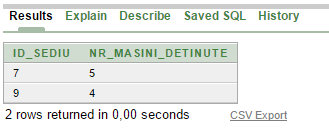 Results Explain Describe Saved SQL History
ID_SEDIU NR_MASINI_DETINUTE
7 5
9 4
2 rows returned in 0,00 seconds CSV Export